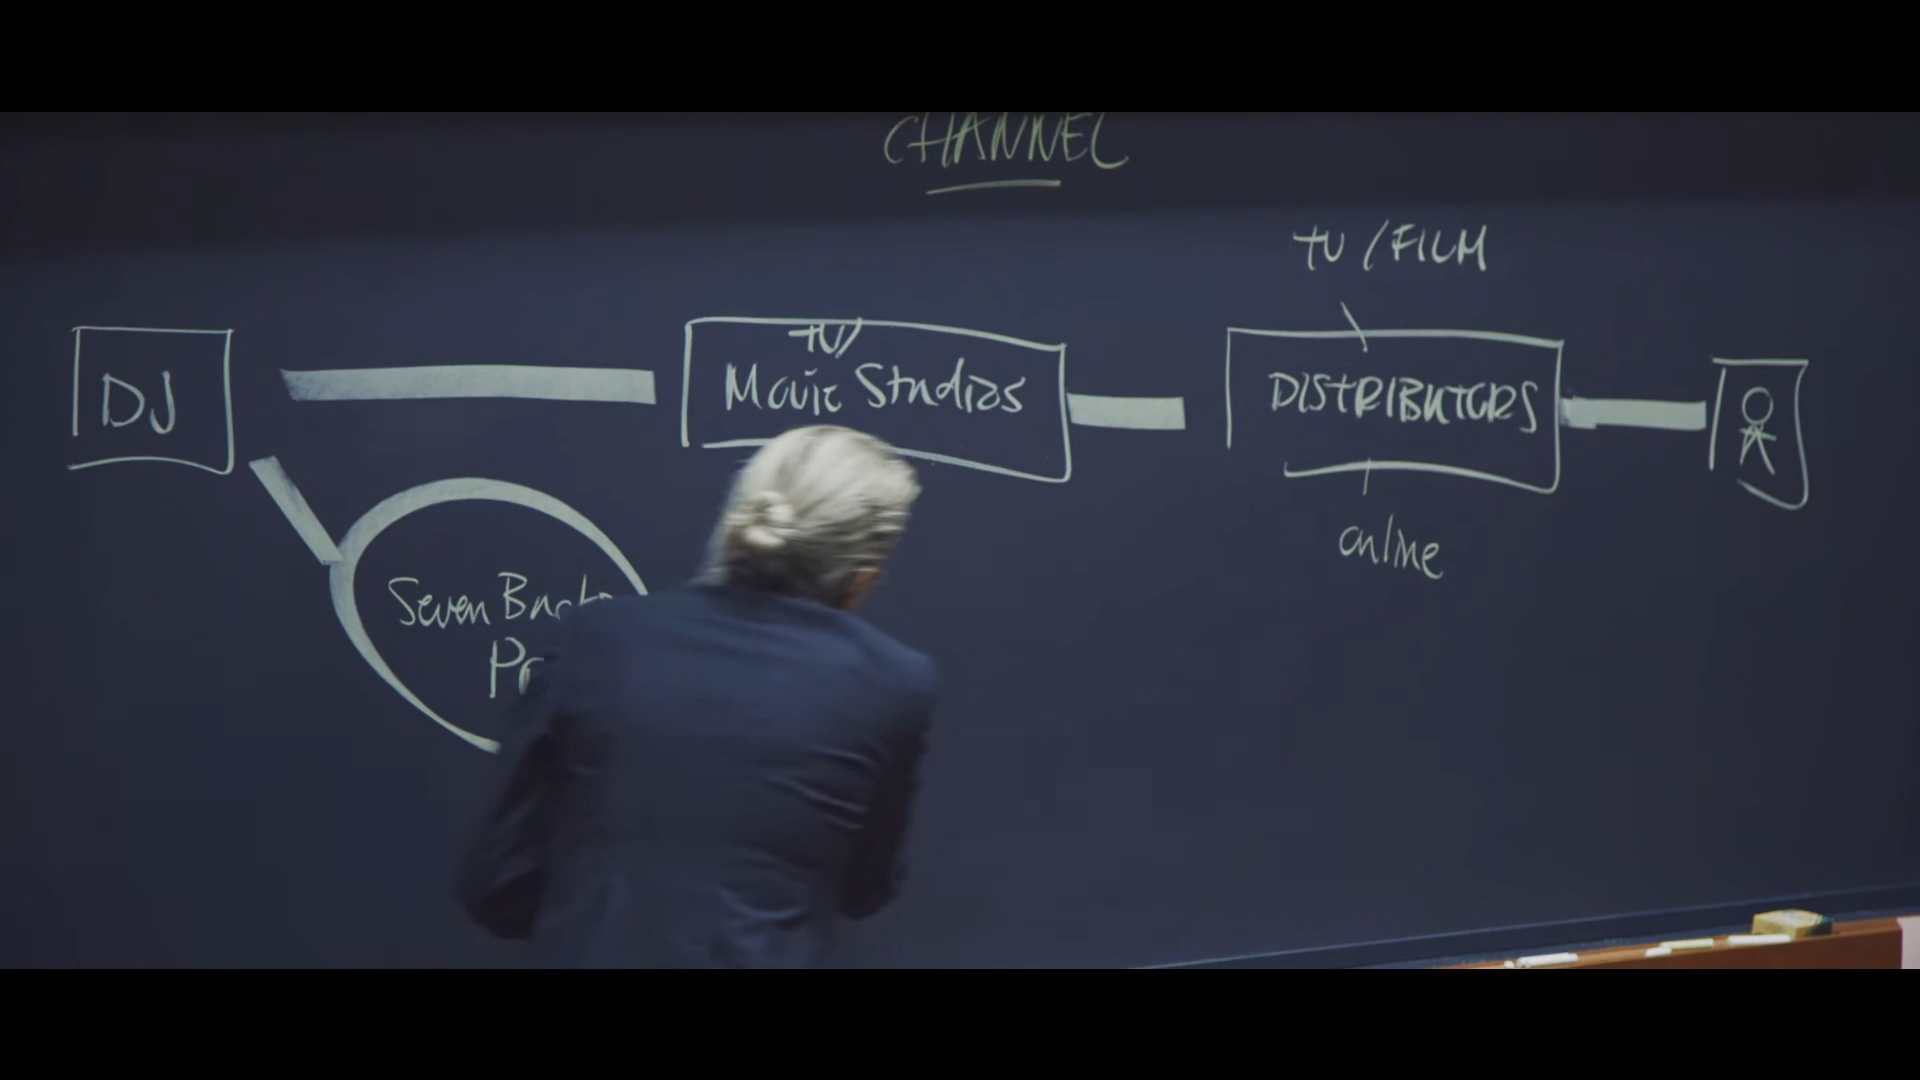 CHANNEL
TV/FILM
TV/
DJ
Movie Studios
DISTRIBUTORS
online
Seven